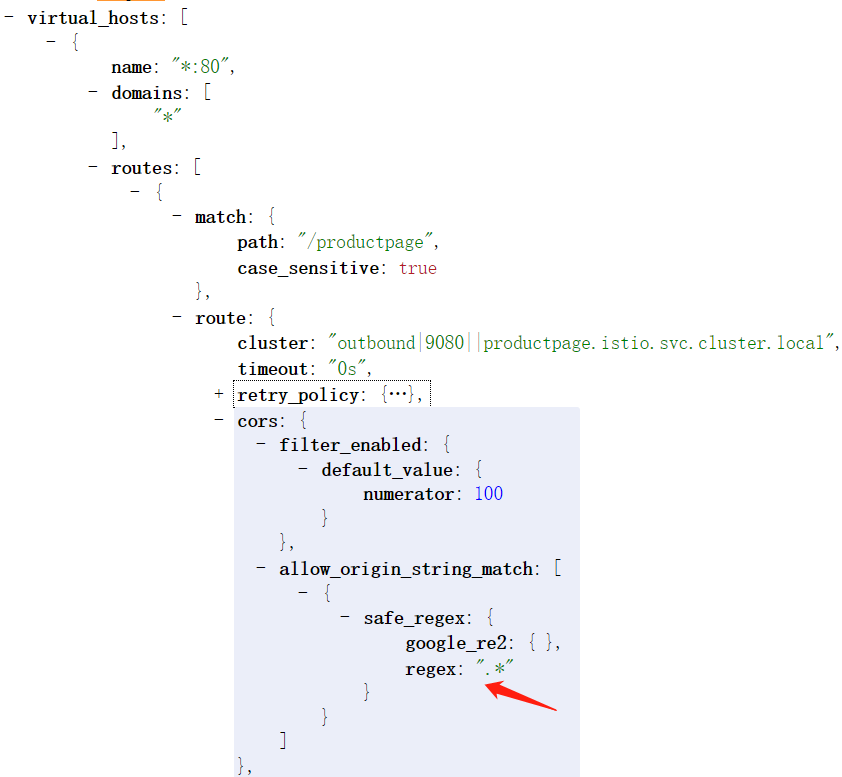 - virtual_hosts: [
- {
name: "*:80",
- domains: [
"*"
],
- routes: [
- {
- match: {
path: "/productpage",
case_sensitive: true
},
- route: {
cluster: "outbound|9080||productpage.istio.svc.cluster.local",
timeout: "0s",
+ retry_policy: {…},
- cors: {
- filter_enabled: {
- default_value: {
numerator: 100
}
},
- allow_origin_string_match: [
- {
- safe_regex: {
google_re2: { },
regex: ".*"
}
}
]
},